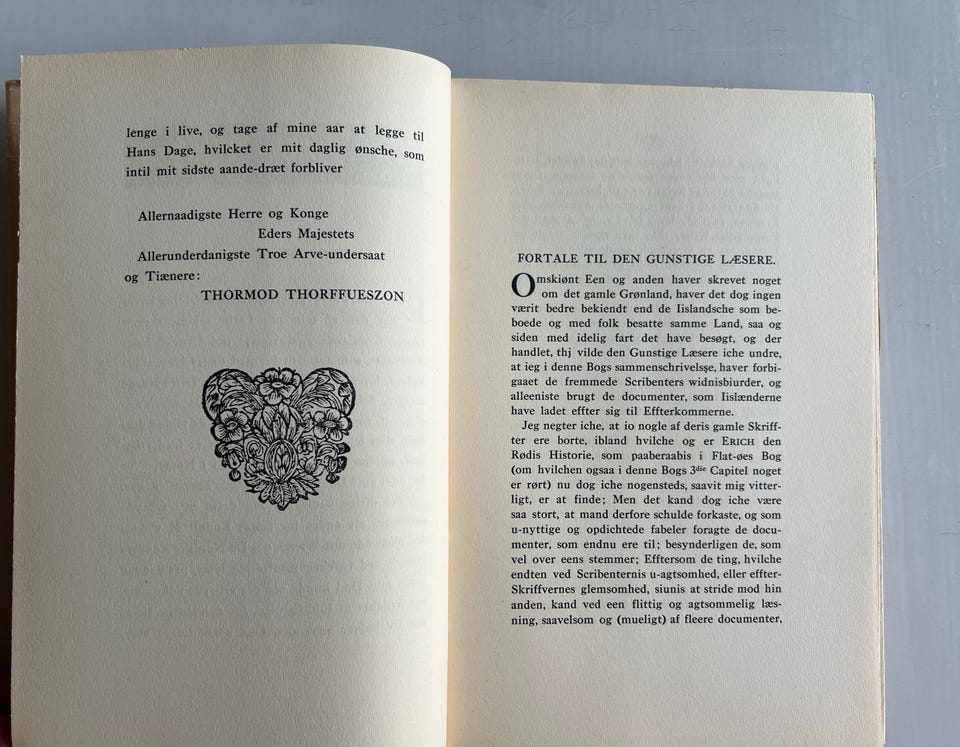 lenge i live, og tage af mine aar at legge til
Hans Dage, hvilcket er mit daglig ønsche, som
intil mit sidste aande-dræt forbliver
Allernaadigste Herre og Konge
Eders Majestets
Allerunderdanigste Troe Arve-undersaat
og Tiænere:
THORMOD THORFFUESZON
FORTALE TIL DEN GUNSTIGE LÆSERE.
Omskiønt Een og anden haver skrevet noget
om det gamle Grønland, haver det dog ingen
værit bedre bekiendt end de Iislandsche som be-
boede og med folk besatte samme Land, saa og
siden med idelig fart det have besøgt, og der
handlet, thj vilde den Gunstige Læsere iche undre,
at ieg i denne Bogs sammenschrivelsse, haver forbi-
gaaet de fremmede Scribenters widnisbiurder, og
alleeniste brugt de documenter, som Iislænderne
have ladet effter sig til Effterkommerne.
Jeg negter iche, at io nogle af deris gamle Skriff-
ter ere borte, ibland hvilche og er ERICH den
Rødis Historie, som paaberaabis i Flat-øes Bog
(om hvilchen ogsaa i denne Bogs 3die Capitel noget
er rørt) nu dog iche nogensteds, saavit mig vitter-
ligt, er at finde; Men det kand dog iche være
saa stort, at mand derfore schulde forkaste, og som
u-nyttige og opdichtede fabeler foragte de docu-
menter, som endnu ere til; besynderligen de, som
vel over eens stemmer; Efftersom de ting, hvilche
endten ved Scribenternis u-agtsomhed, eller effter-
Skriffvernes glemsomhed, siunis at stride mod hin
anden, kand ved een flittig og agtsommelig læs-
ning, saavelsom og (mueligt) af fleere documenter,